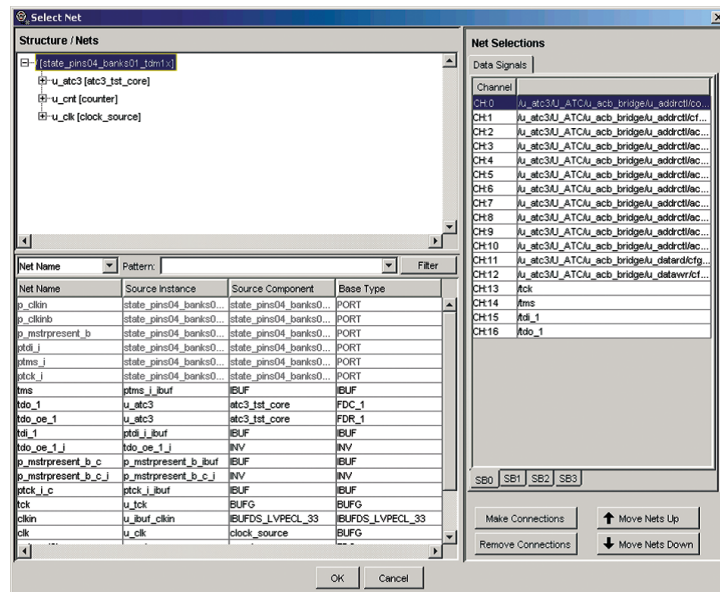 Select Net
Structure / Nets
/ [state_pins04_banks01_tdm1x]
u_atc3 [atc3_tst_core]
u_cnt [counter]
u_clk [clock_source]
Net Name Pattern: Filter
Net Name Source Instance Source Component Base Type
p_clkin state_pins04_banks0... state_pins04_banks0... PORT
p_clkinb state_pins04_banks0... state_pins04_banks0... PORT
p_mstrpresent_b state_pins04_banks0... state_pins04_banks0... PORT
ptdi_i state_pins04_banks0... state_pins04_banks0... PORT
ptms_i state_pins04_banks0... state_pins04_banks0... PORT
ptck_i state_pins04_banks0... state_pins04_banks0... PORT
tms ptms_i_ibuf IBUF IBUF
tdo_1 u_atc3 atc3_tst_core FDC_1
tdo_oe_1 u_atc3 atc3_tst_core FDR_1
tdi_1 ptdi_i_ibuf IBUF IBUF
tdo_oe_1_i tdo_oe_1_i INV INV
p_mstrpresent_b_c p_mstrpresent_b_ibuf IBUF IBUF
p_mstrpresent_b_c_i p_mstrpresent_b_c_i INV INV
ptck_i_c ptck_i_ibuf IBUF IBUF
tck u_tck BUFG BUFG
clkin u_ibuf_clkin IBUFDS_LVPECL_33 IBUFDS_LVPECL_33
clk u_clk clock_source BUFG
Net Selections
Data Signals
Channel
CH:0 /u_atc3/U_ATC/u_acb_bridge/u_addrctl/co...
CH:1 /u_atc3/U_ATC/u_acb_bridge/u_addrctl/cf...
CH:2 /u_atc3/U_ATC/u_acb_bridge/u_addrctl/ac...
CH:3 /u_atc3/U_ATC/u_acb_bridge/u_addrctl/ac...
CH:4 /u_atc3/U_ATC/u_acb_bridge/u_addrctl/ac...
CH:5 /u_atc3/U_ATC/u_acb_bridge/u_addrctl/ac...
CH:6 /u_atc3/U_ATC/u_acb_bridge/u_addrctl/ac...
CH:7 /u_atc3/U_ATC/u_acb_bridge/u_addrctl/ac...
CH:8 /u_atc3/U_ATC/u_acb_bridge/u_addrctl/ac...
CH:9 /u_atc3/U_ATC/u_acb_bridge/u_addrctl/ac...
CH:10 /u_atc3/U_ATC/u_acb_bridge/u_addrctl/ac...
CH:11 /u_atc3/U_ATC/u_acb_bridge/u_datard/cfg...
CH:12 /u_atc3/U_ATC/u_acb_bridge/u_datawr/cf...
CH:13 /tck
CH:14 /tms
CH:15 /tdi_1
CH:16 /tdo_1
SB0 SB1 SB2 SB3
Make Connections Move Nets Up
Remove Connections Move Nets Down
OK Cancel